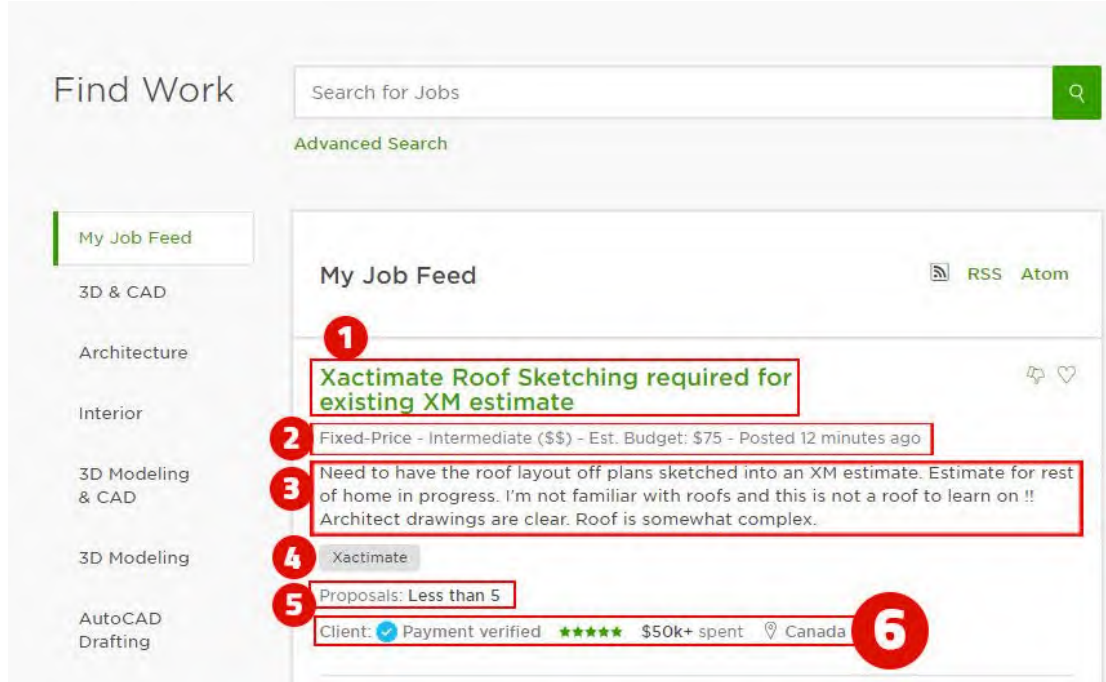 Find Work
Search for Jobs
Advanced Search
My Job Feed
3D & CAD
Architecture
Interior
3D Modeling
& CAD
3D Modeling
AutoCAD
Drafting
My Job Feed
RSS Atom
1
Xactimate Roof Sketching required for
existing XM estimate
2
Fixed-Price - Intermediate ($$) - Est. Budget: $75 - Posted 12 minutes ago
3
Need to have the roof layout off plans sketched into an XM estimate. Estimate for rest
of home in progress. I'm not familiar with roofs and this is not a roof to learn on !!
Architect drawings are clear. Roof is somewhat complex.
4
Xactimate
5
Proposals: Less than 5
Client: Payment verified $50k+ spent Canada
6